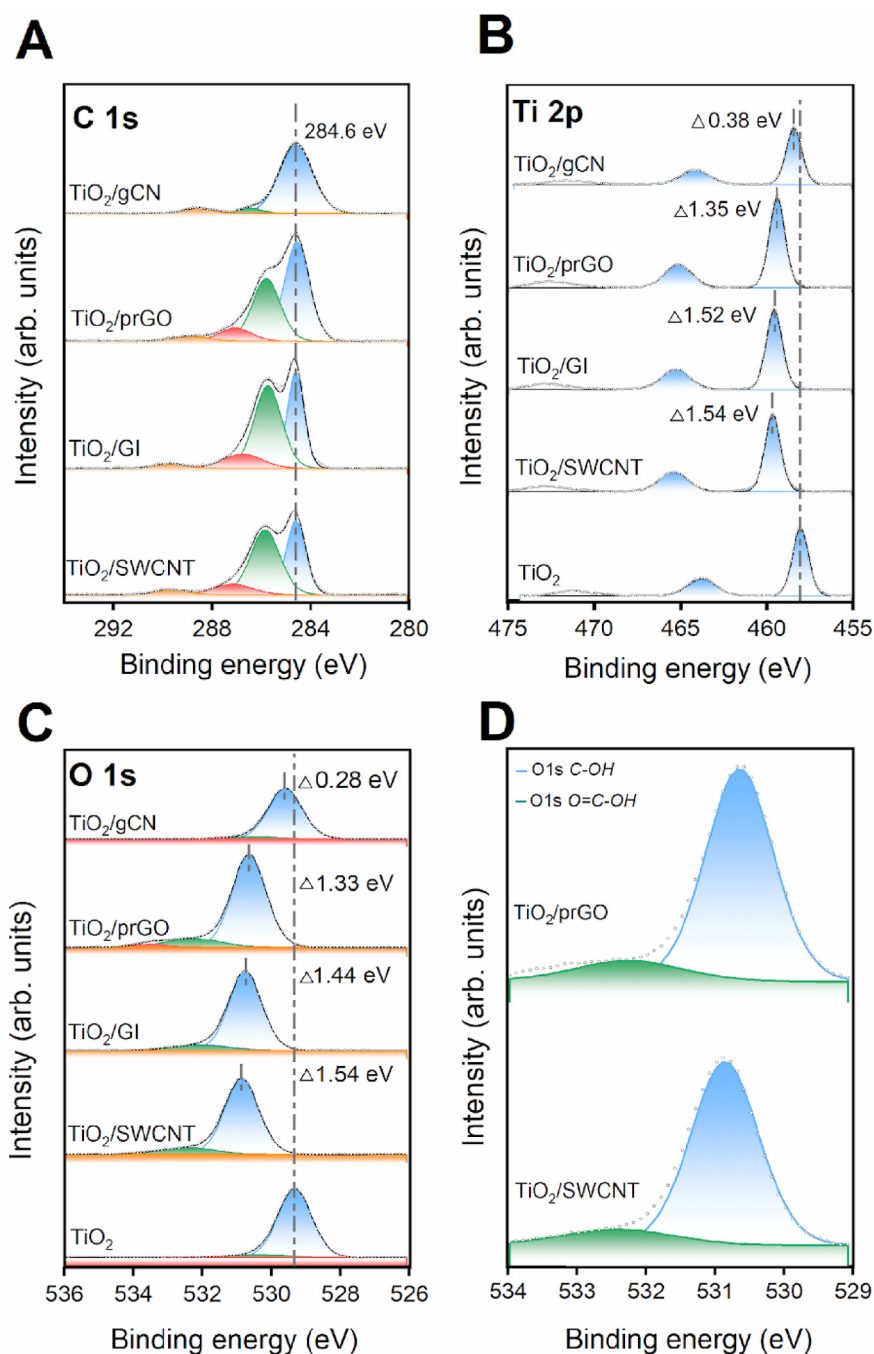 A
C 1s
284.6 eV
TiO2/gCN
TiO2/prGO
TiO2/GI
TiO2/SWCNT
292 288 284 280
Binding energy (eV)
Intensity (arb. units)
B
Ti 2p
△ 0.38 eV
TiO2/gCN
△1.35 eV
TiO2/prGO
△1.52 eV
TiO2/GI
△1.54 eV
TiO2/SWCNT
TiO2
475 470 465 460 455
Binding energy (eV)
Intensity (arb. units)
C
O 1s
△0.28 eV
TiO2/gCN
△1.33 eV
TiO2/prGO
△1.44 eV
TiO2/GI
△1.54 eV
TiO2/SWCNT
TiO2
536 534 532 530 528 526
Binding energy (eV)
Intensity (arb. units)
D
O1s C-OH
O1s O=C-OH
TiO2/prGO
TiO2/SWCNT
534 533 532 531 530 529
Binding energy (eV)
Intensity (arb. units)